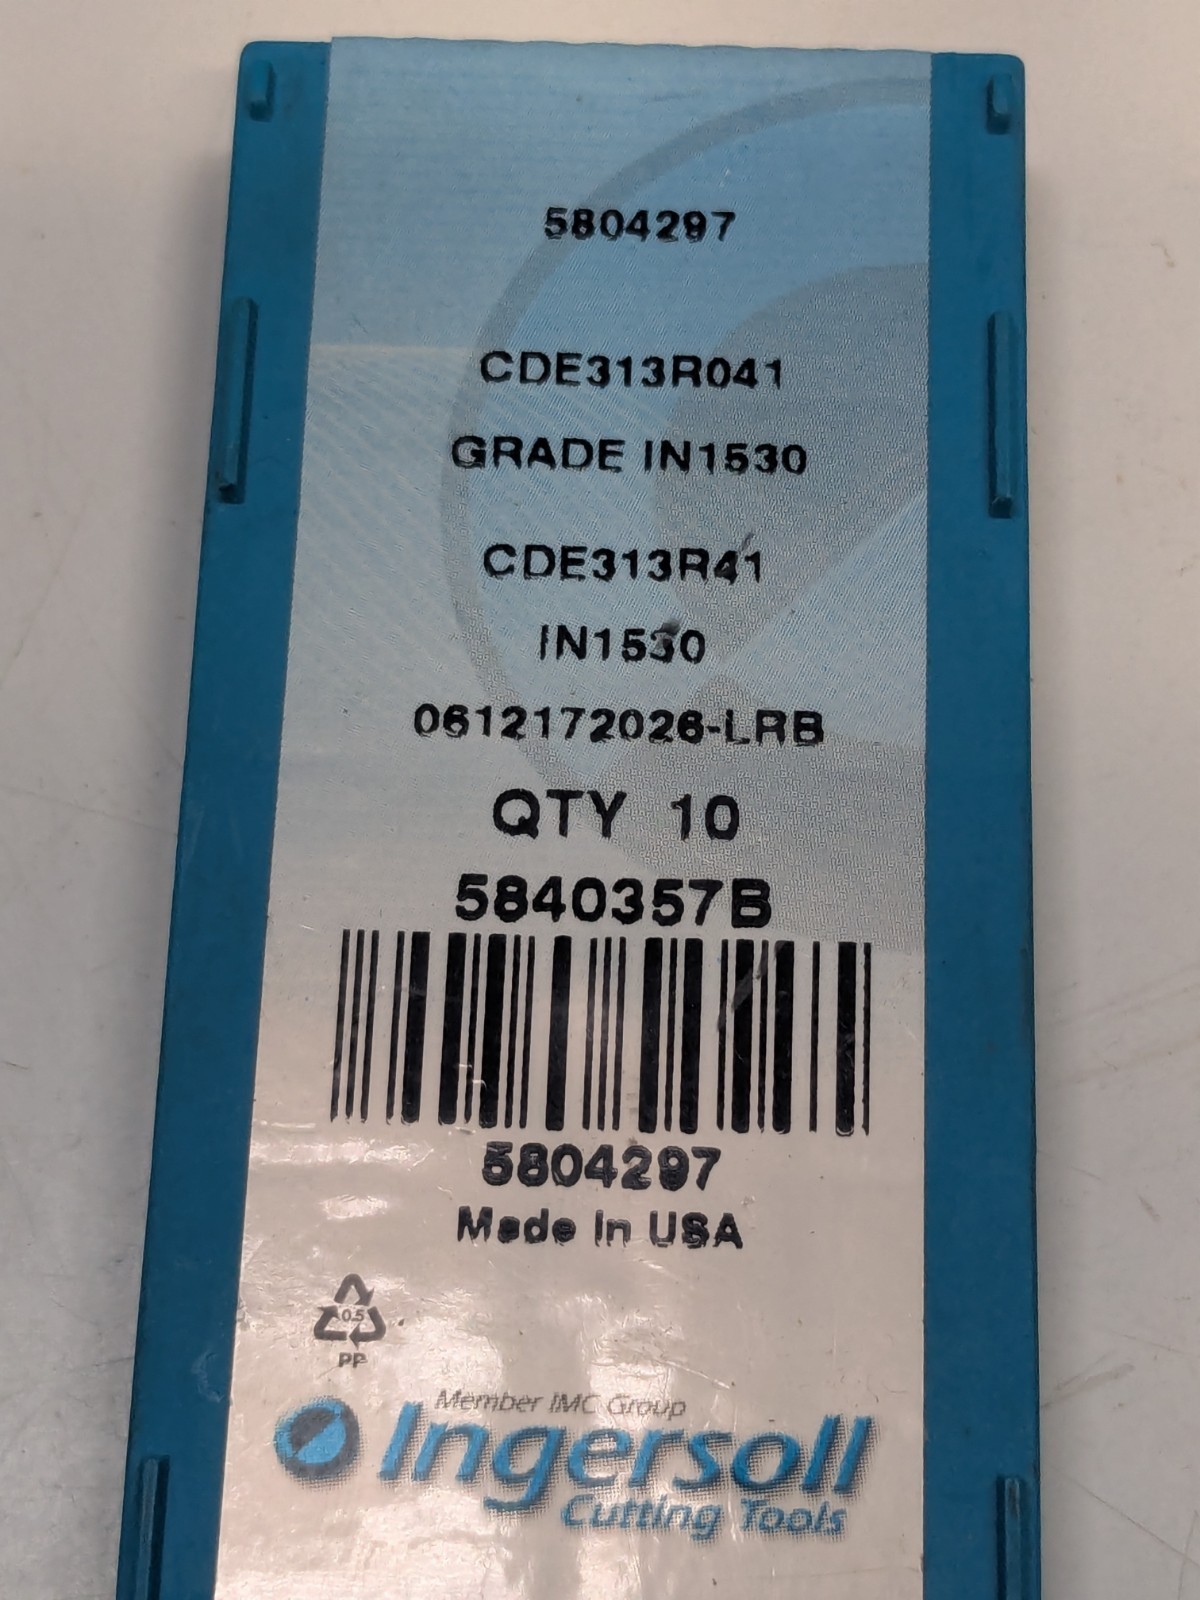 5804297
CDE313R041
GRADE IN1530
CDE313R41
IN1530
0612172026-LRB
QTY 10
5840357B
5804297
Made In USA
05
PP
Member IMC Group
Ingersoll
Cutting Tools